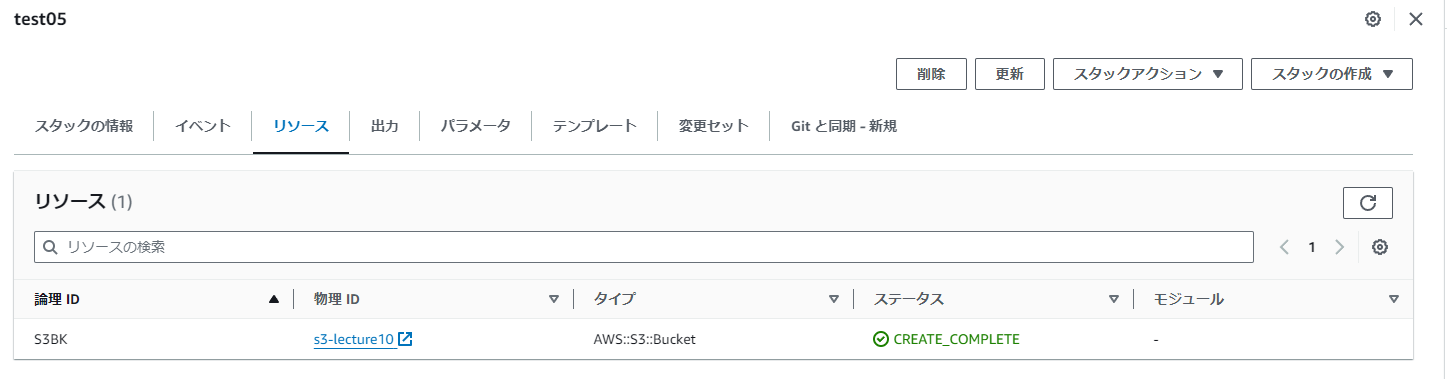 test05
削除 更新 スタックアクション スタックの作成
スタックの情報 イベント リソース 出力 パラメータ テンプレート 変更セット Git と同期 - 新規
リソース (1)
リソースの検索 1
論理 ID 物理 ID タイプ ステータス モジュール
S3BK s3-lecture10 AWS::S3::Bucket CREATE_COMPLETE -